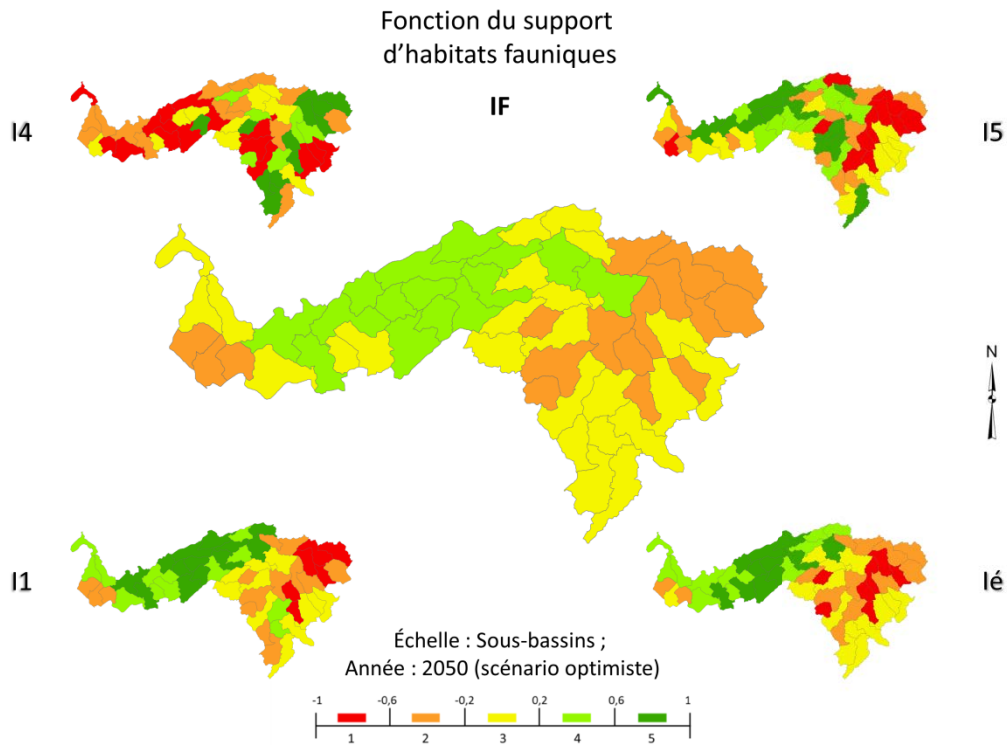 Fonction du support
d'habitats fauniques
IF
I4
I5
N
I1
Ié
Échelle : Sous-bassins ;
Année : 2050 (scénario optimiste)
-1 -0,6 -0,2 0,2 0,6 1
1 2 3 4 5